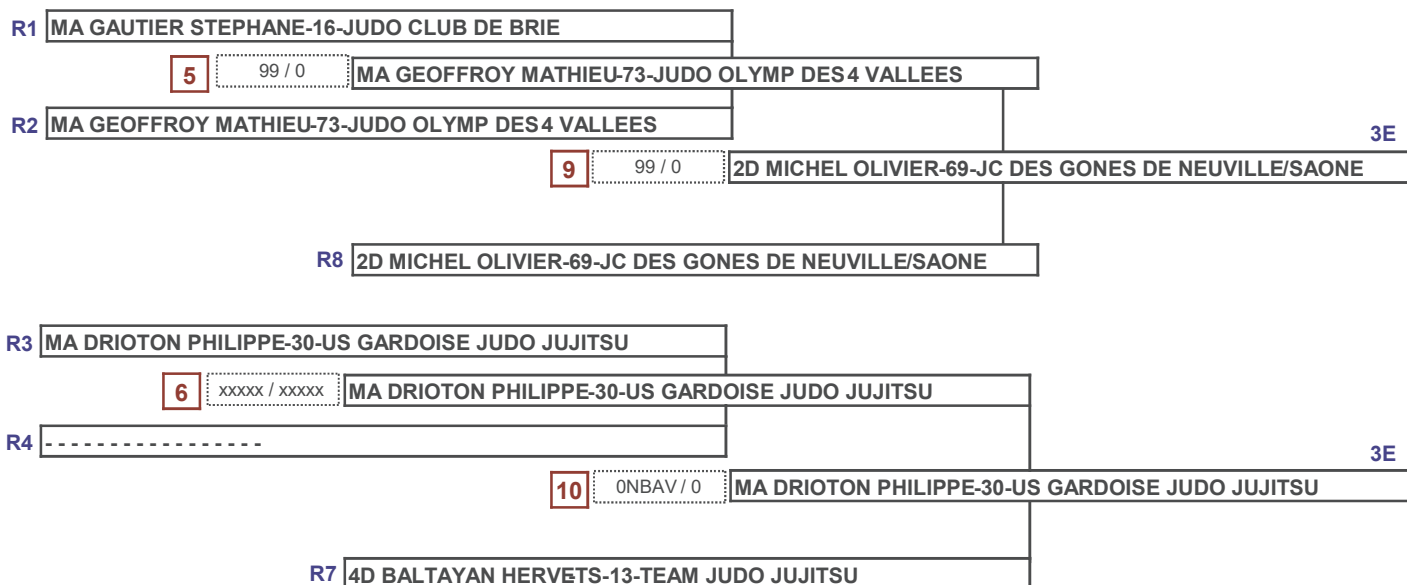 R1 MA GAUTIER STEPHANE-16-JUDO CLUB DE BRIE
5 99 / 0 MA GEOFFROY MATHIEU-73-JUDO OLYMP DES 4 VALLEES
R2 MA GEOFFROY MATHIEU-73-JUDO OLYMP DES 4 VALLEES
3E
9 99 / 0 2D MICHEL OLIVIER-69-JC DES GONES DE NEUVILLE/SAONE
R8 2D MICHEL OLIVIER-69-JC DES GONES DE NEUVILLE/SAONE
R3 MA DRIOTON PHILIPPE-30-US GARDOISE JUDO JUJITSU
6 xxxxx / xxxxx MA DRIOTON PHILIPPE-30-US GARDOISE JUDO JUJITSU
R4 - - - - - - - - - - - - - - - - -
3E
10 0NBAV / 0 MA DRIOTON PHILIPPE-30-US GARDOISE JUDO JUJITSU
R7 4D BALTAYAN HERVETS-13-TEAM JUDO JUJITSU